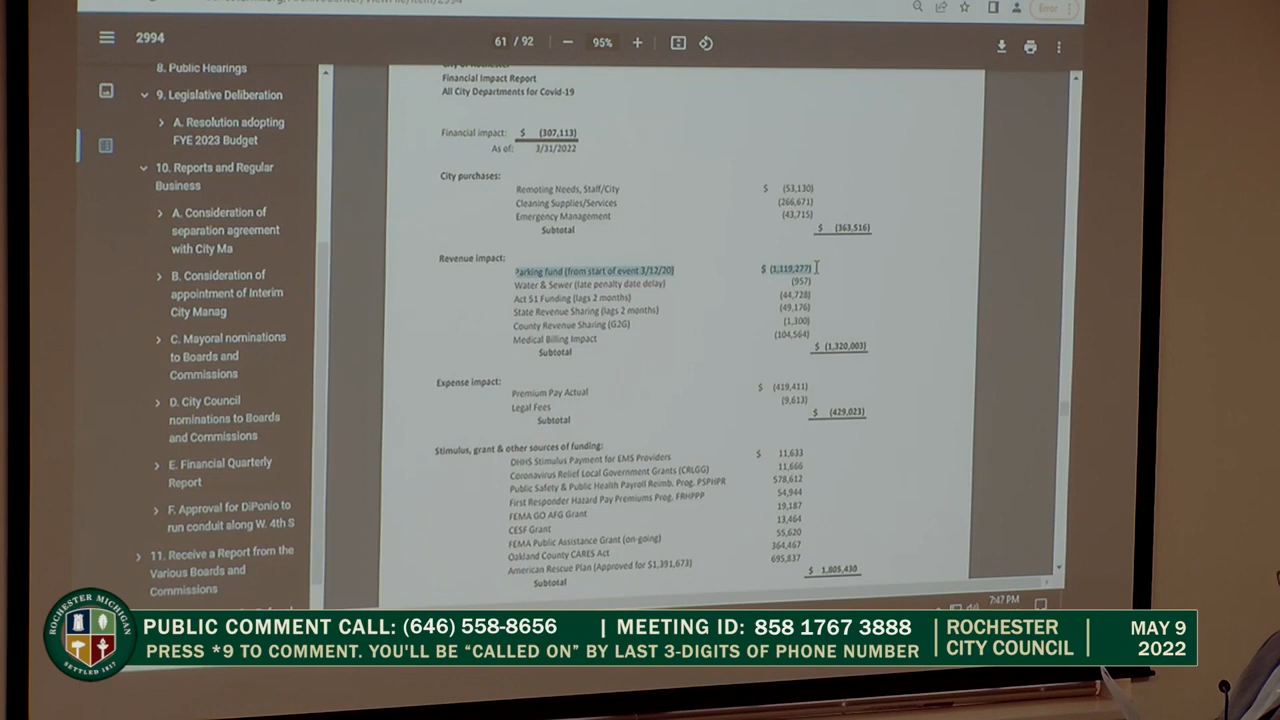 Error
2994
61 / 92
95%
8. Public Hearings
9. Legislative Deliberation
A. Resolution adopting
FYE 2023 Budget
10. Reports and Regular
Business
A. Consideration of
separation agreement
with City Ma
B. Consideration of
appointment of Interim
City Manag
C. Mayoral nominations
to Boards and
Commissions
D. City Council
nominations to Boards
and Commissions
E. Financial Quarterly
Report
F. Approval for DiPonio to
run conduit along W. 4th S
11. Receive a Report from the
Various Boards and
Commissions
Financial Impact Report
All City Departments for Covid-19
Financial impact: $ (307,113)
As of: 3/31/2022
City purchases:
Remoting Needs, Staff/City $ (53,130)
Cleaning Supplies/Services (266,671)
Emergency Management (43,715)
Subtotal $ (363,516)
Revenue impact:
Parking fund (from start of event 3/12/20) $ (1,119,277)
Water & Sewer (late penalty date delay) (957)
Act 51 Funding (lags 2 months) (44,728)
State Revenue Sharing (lags 2 months) (49,176)
County Revenue Sharing (G2G) (1,300)
Medical Billing Impact (104,564)
Subtotal $ (1,320,003)
Expense impact:
Premium Pay Actual $ (419,411)
Legal Fees (9,613)
Subtotal $ (429,023)
Stimulus, grant & other sources of funding:
DHHS Stimulus Payment for EMS Providers $ 11,633
Coronavirus Relief Local Government Grants (CRLGG) 11,666
Public Safety & Public Health Payroll Reimb. Prog. PSPHPR 578,612
First Responder Hazard Pay Premiums Prog. FRHPPP 54,944
FEMA GO AFG Grant 19,187
CESF Grant 13,464
FEMA Public Assistance Grant (on-going) 55,620
Oakland County CARES Act 364,467
American Rescue Plan (Approved for $1,391,673) 695,837
Subtotal $ 1,805,430
7:47 PM
ROCHESTER MICHIGAN
SETTLED 1817
PUBLIC COMMENT CALL: (646) 558-8656 | MEETING ID: 858 1767 3888
PRESS *9 TO COMMENT. YOU'LL BE “CALLED ON” BY LAST 3-DIGITS OF PHONE NUMBER
ROCHESTER
CITY COUNCIL
MAY 9
2022